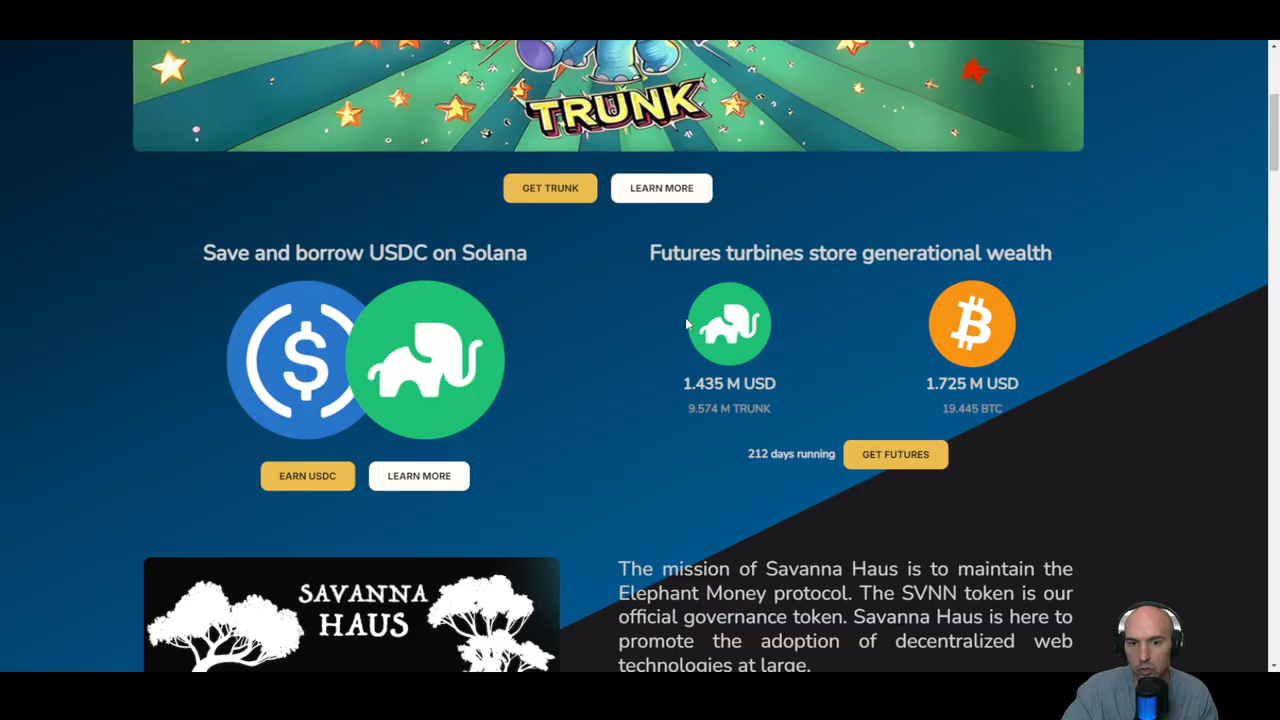 TRUNK
GET TRUNK
LEARN MORE
Save and borrow USDC on Solana
EARN USDC
LEARN MORE
Futures turbines store generational wealth
1.435 M USD
9.574 M TRUNK
1.725 M USD
19.445 BTC
212 days running
GET FUTURES
SAVANNA
HAUS
The mission of Savanna Haus is to maintain the
Elephant Money protocol. The SVNN token is our
official governance token. Savanna Haus is here to
promote the adoption of decentralized web
technologies at large.